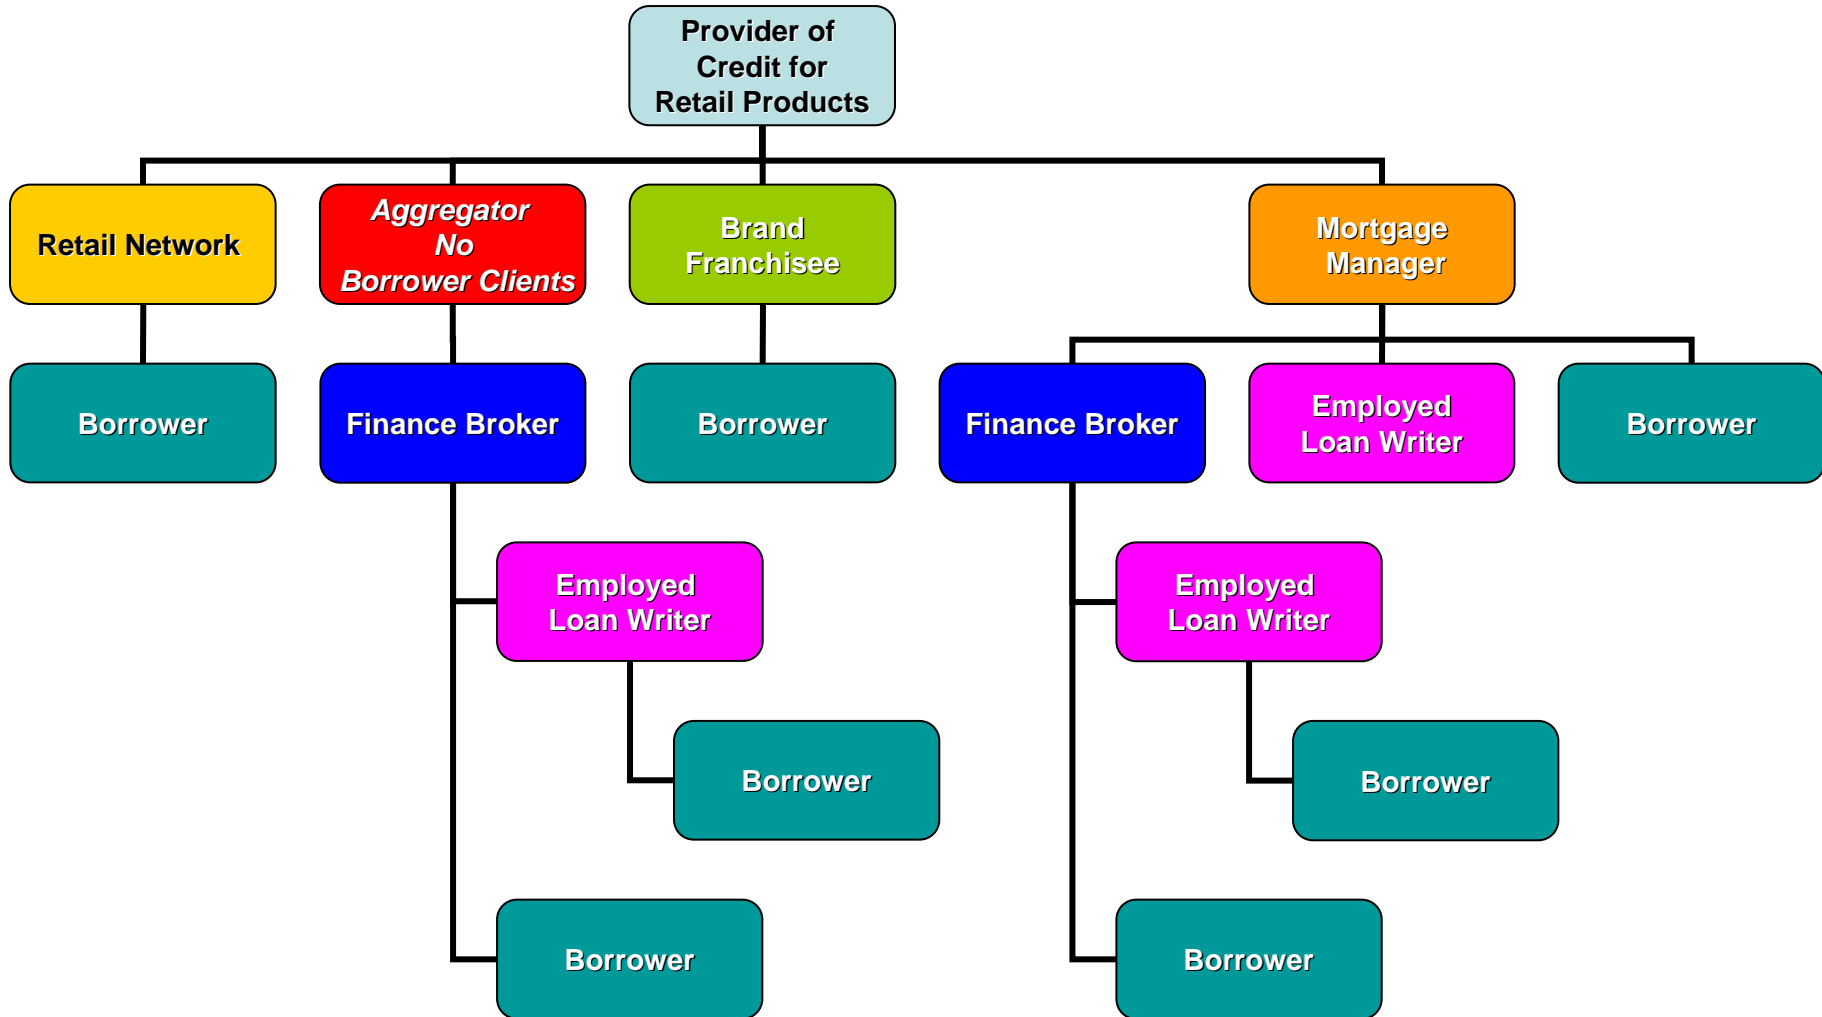 Provider of
Credit for
Retail Products
Retail Network
Aggregator
No
Borrower Clients
Brand
Franchisee
Mortgage
Manager
Borrower
Finance Broker
Borrower
Finance Broker
Employed
Loan Writer
Borrower
Employed
Loan Writer
Employed
Loan Writer
Borrower
Borrower
Borrower
Borrower